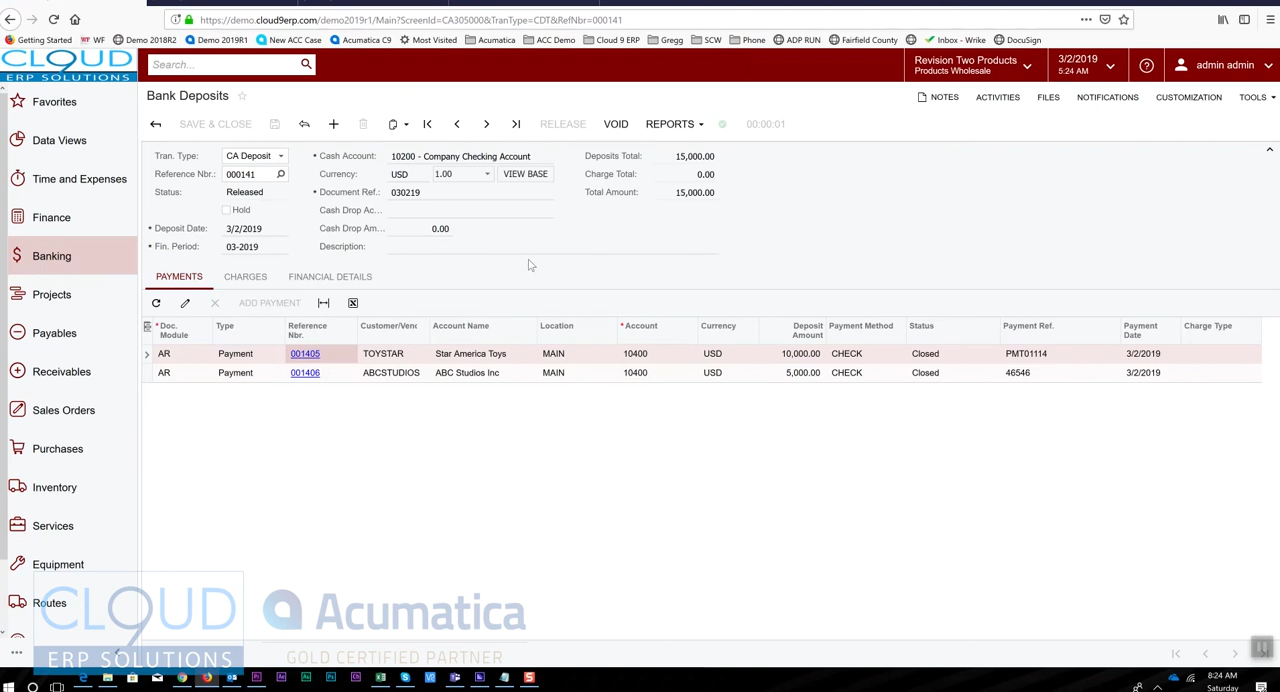 https://demo.cloud9erp.com/demo2019r1/Main?ScreenId=CA305000&TranType=CDT&RefNbr=000141
Getting Started WF Demo 2018R2 Demo 2019R1 New ACC Case Acumatica C9 Most Visited Acumatica ACC Demo Cloud 9 ERP Gregg SCW Phone ADP RUN Fairfield County Inbox - Wrike DocuSign
CLOUD 9
ERP SOLUTIONS
Search...
Revision Two Products
Products Wholesale
3/2/2019
5:24 AM
admin admin
Favorites
Data Views
Time and Expenses
Finance
Banking
Projects
Payables
Receivables
Sales Orders
Purchases
Inventory
Services
Equipment
Routes
Bank Deposits
NOTES ACTIVITIES FILES NOTIFICATIONS CUSTOMIZATION TOOLS
SAVE & CLOSE RELEASE VOID REPORTS 00:00:01
Tran. Type: CA Deposit * Cash Account: 10200 - Company Checking Account Deposits Total: 15,000.00
Reference Nbr.: 000141 Currency: USD 1.00 VIEW BASE Charge Total: 0.00
Status: Released * Document Ref.: 030219 Total Amount: 15,000.00
Hold Cash Drop Ac...
* Deposit Date: 3/2/2019 Cash Drop Am... 0.00
* Fin. Period: 03-2019 Description:
PAYMENTS CHARGES FINANCIAL DETAILS
ADD PAYMENT
* Doc. Module Type Reference Nbr. Customer/Venc Account Name Location * Account Currency Deposit Amount Payment Method Status Payment Ref. Payment Date Charge Type
AR Payment 001405 TOYSTAR Star America Toys MAIN 10400 USD 10,000.00 CHECK Closed PMT01114 3/2/2019
AR Payment 001406 ABCSTUDIOS ABC Studios Inc MAIN 10400 USD 5,000.00 CHECK Closed 46546 3/2/2019
CLOUD 9
ERP SOLUTIONS
Acumatica
GOLD CERTIFIED PARTNER
8:24 AM
Saturday